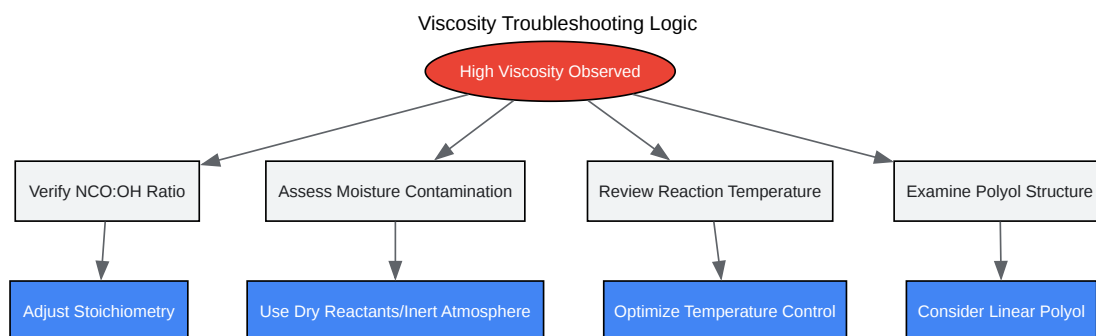 Viscosity Troubleshooting Logic
High Viscosity Observed
Verify NCO:OH Ratio
Assess Moisture Contamination
Review Reaction Temperature
Examine Polyol Structure
Adjust Stoichiometry
Use Dry Reactants/Inert Atmosphere
Optimize Temperature Control
Consider Linear Polyol